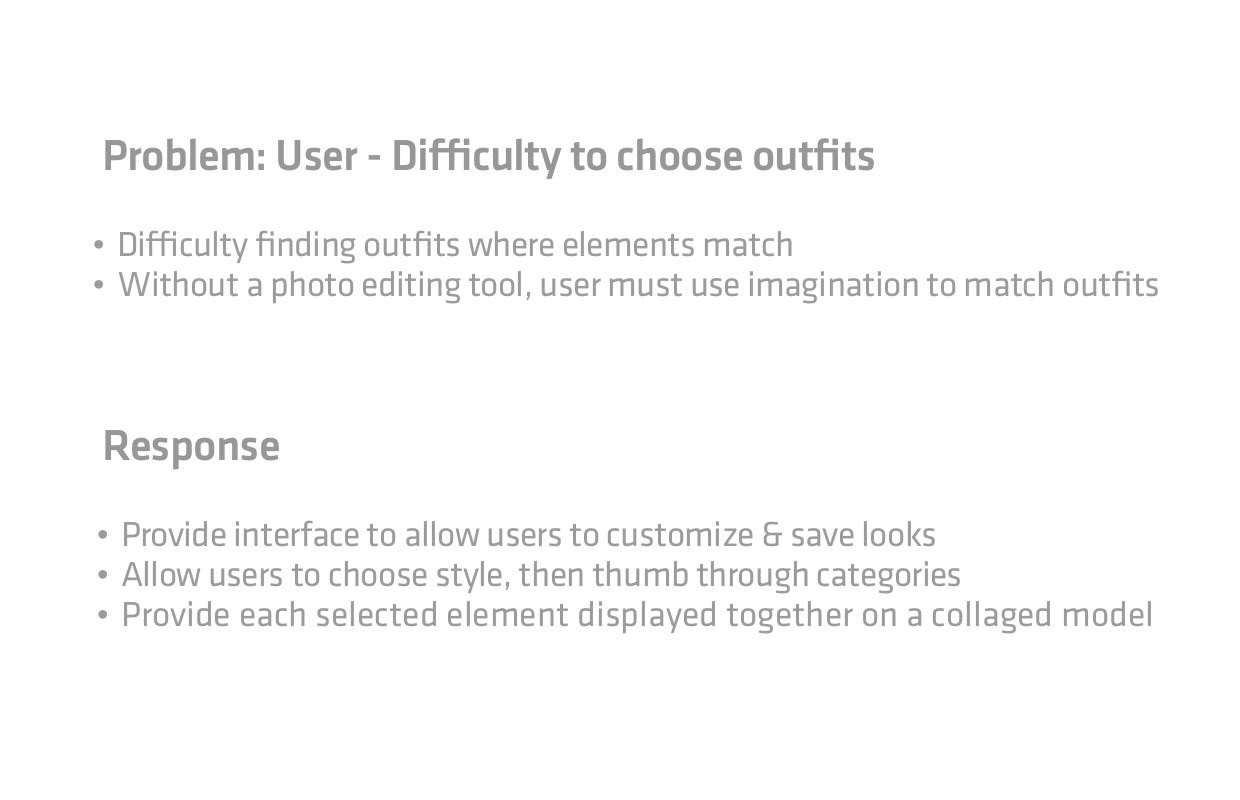 Problem: User - Difficulty to choose outfits
• Difficulty finding outfits where elements match
• Without a photo editing tool, user must use imagination to match outfits
Response
• Provide interface to allow users to customize & save looks
• Allow users to choose style, then thumb through categories
• Provide each selected element displayed together on a collaged model